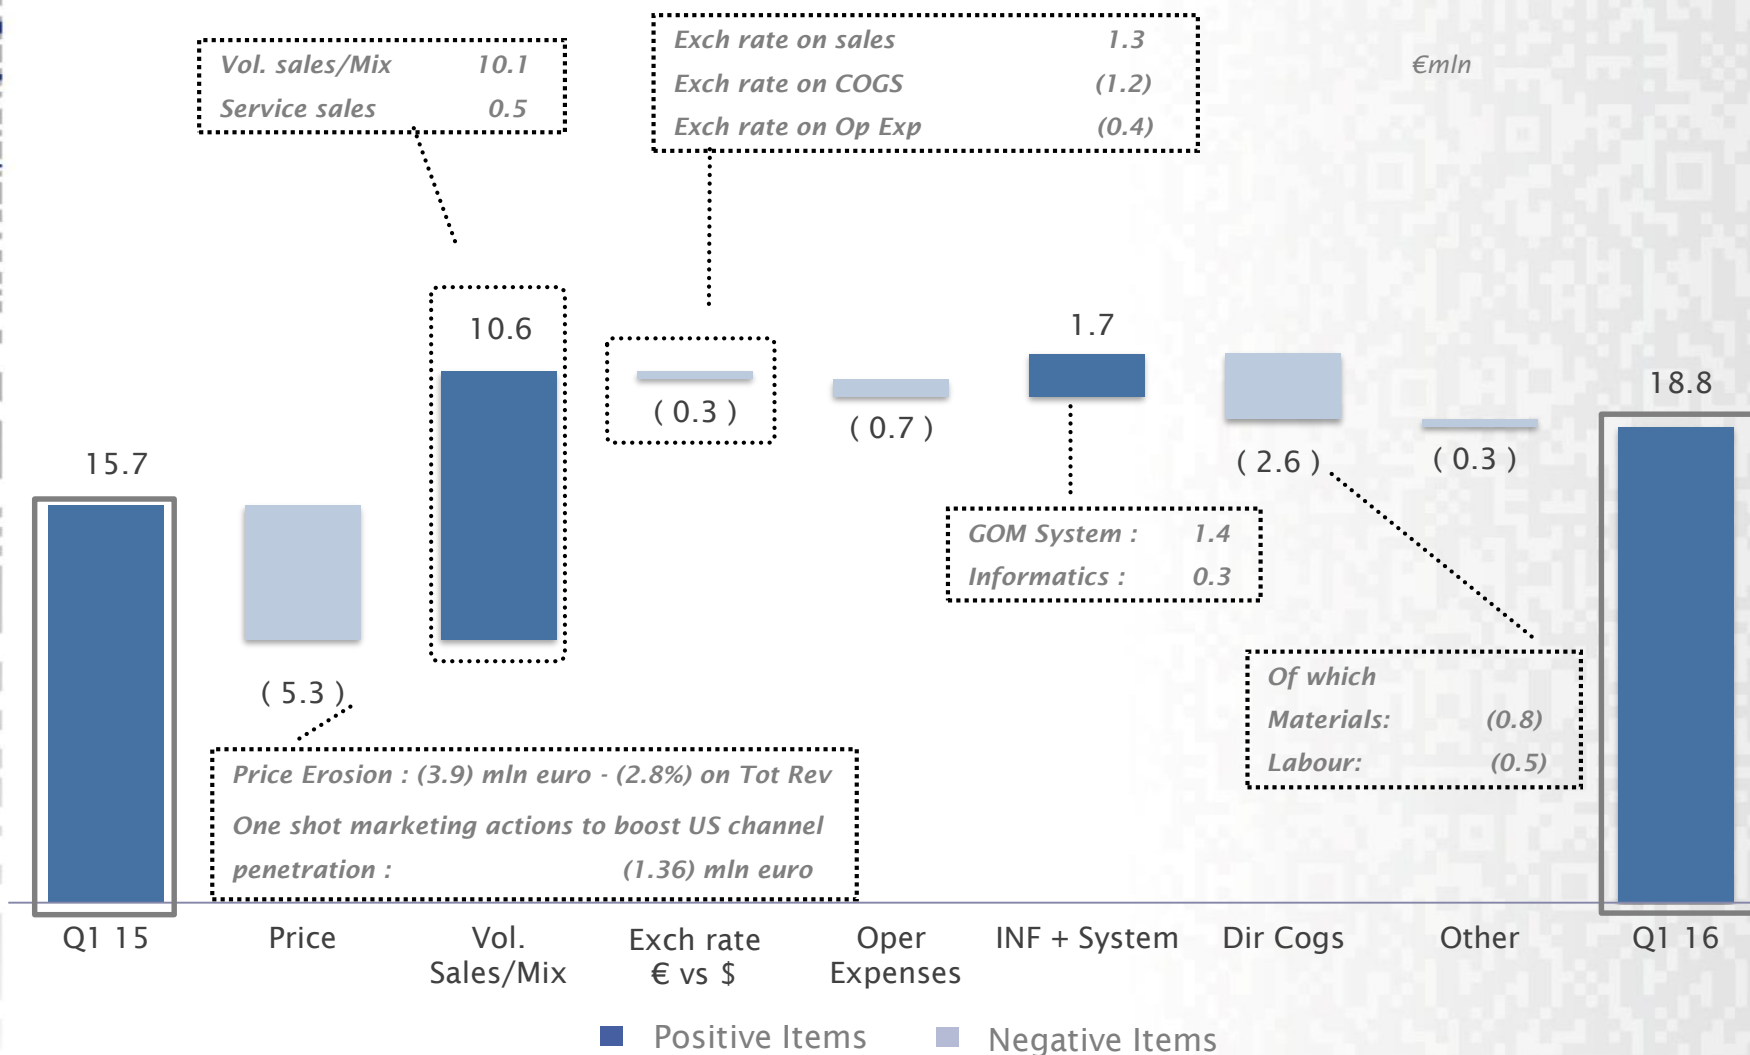 Vol. sales/Mix 10.1
Service sales 0.5
Exch rate on sales 1.3
Exch rate on COGS (1.2)
Exch rate on Op Exp (0.4)
€mln
15.7
( 5.3 )
10.6
( 0.3 )
( 0.7 )
1.7
( 2.6 )
( 0.3 )
18.8
GOM System : 1.4
Informatics : 0.3
Of which
Materials: (0.8)
Labour: (0.5)
Price Erosion : (3.9) mln euro - (2.8%) on Tot Rev
One shot marketing actions to boost US channel
penetration : (1.36) mln euro
Q1 15
Price
Vol.
Sales/Mix
Exch rate
€ vs $
Oper
Expenses
INF + System
Dir Cogs
Other
Q1 16
Positive Items
Negative Items